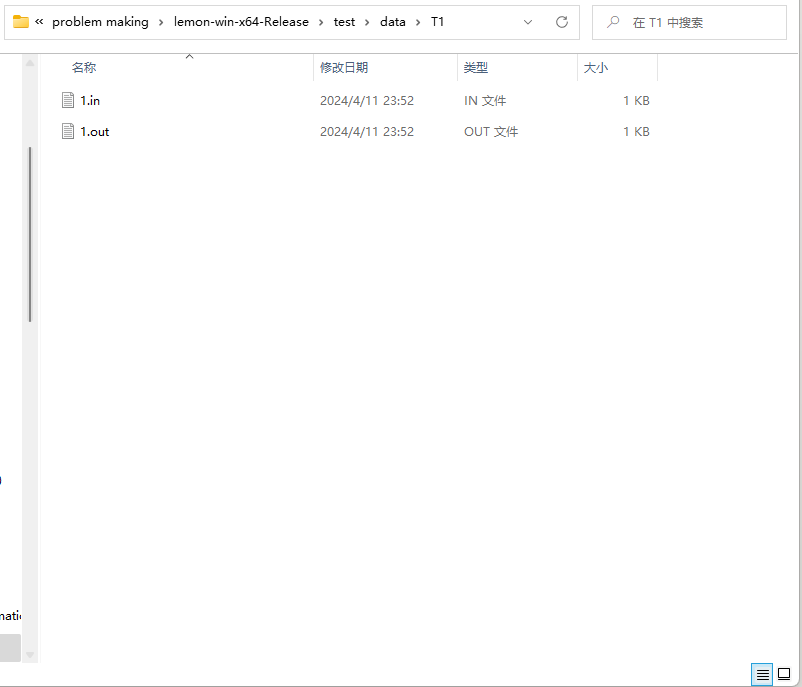 « problem making › lemon-win-x64-Release › test › data › T1
在 T1 中搜索
名称 修改日期 类型 大小
1.in 2024/4/11 23:52 IN 文件 1 KB
1.out 2024/4/11 23:52 OUT 文件 1 KB